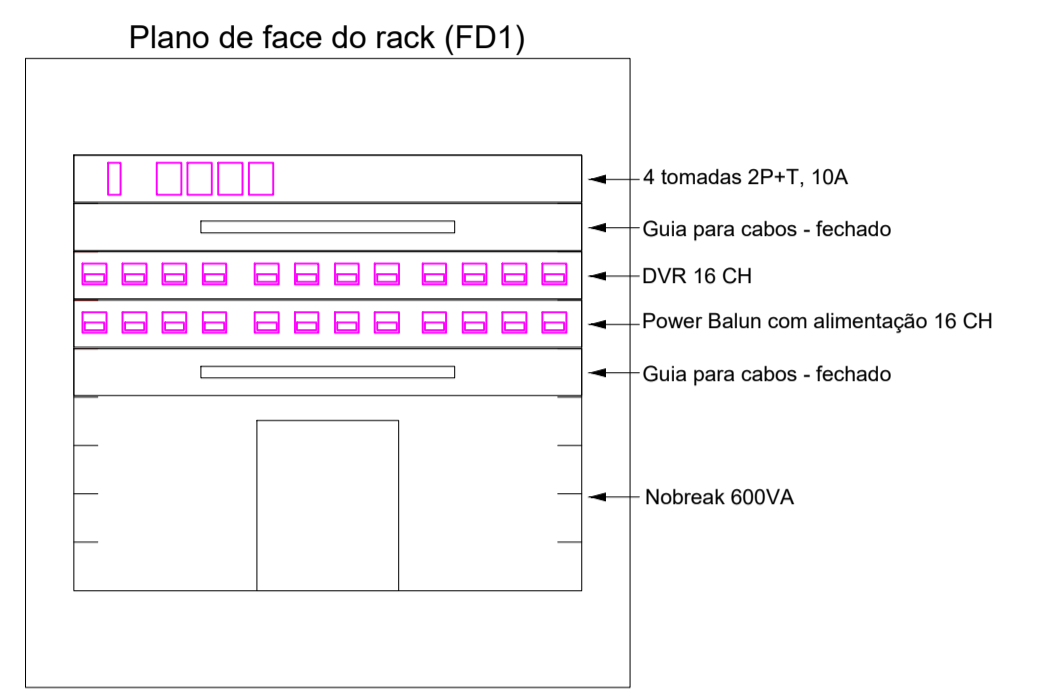 Plano de face do rack (FD1)
4 tomadas 2P+T, 10A
Guia para cabos - fechado
DVR 16 CH
Power Balun com alimentação 16 CH
Guia para cabos - fechado
Nobreak 600VA